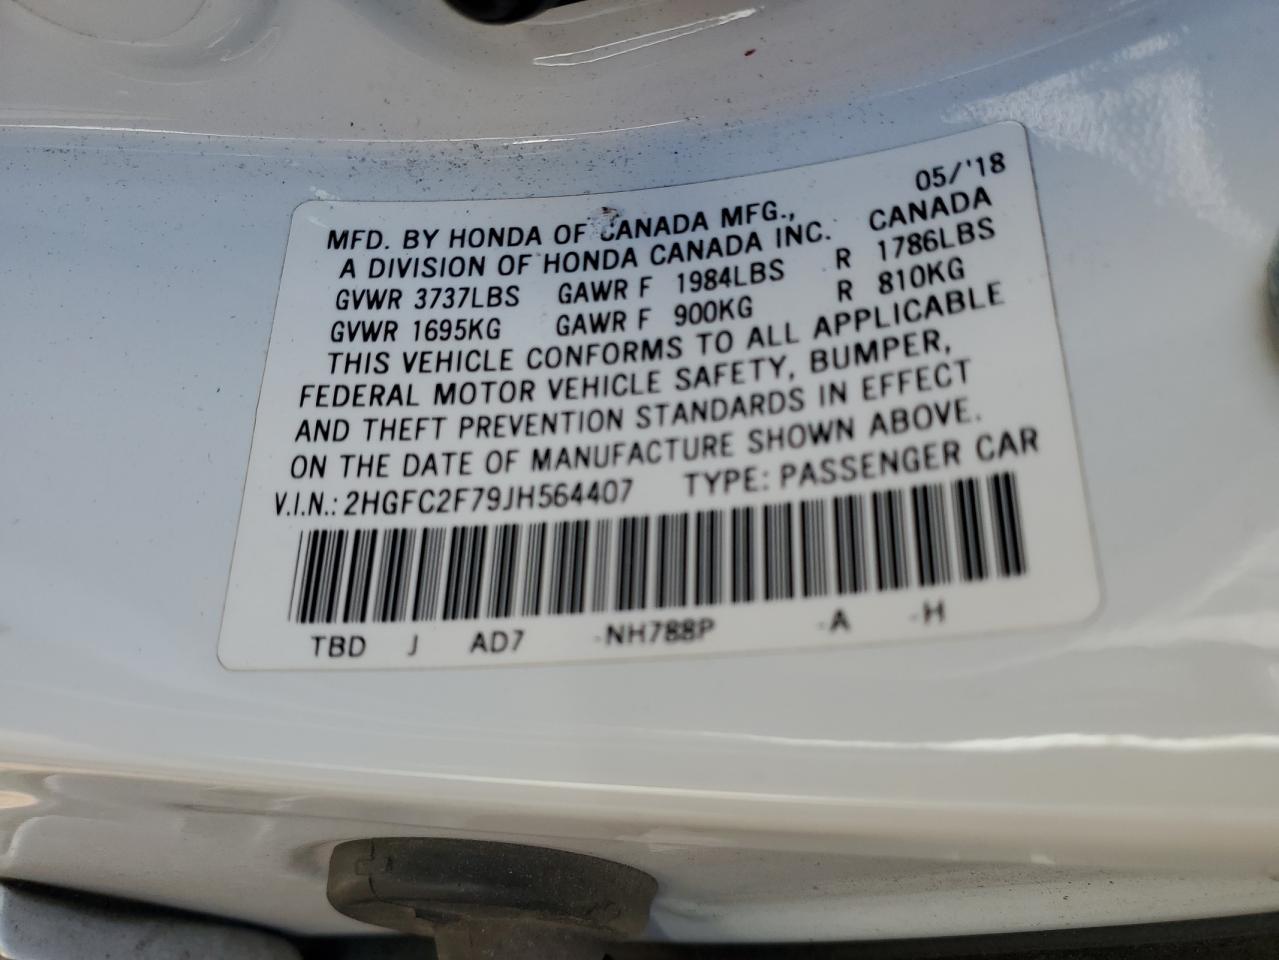 05/'18
MFD. BY HONDA OF CANADA MFG.,
A DIVISION OF HONDA CANADA INC. CANADA
GVWR 3737LBS GAWR F 1984LBS R 1786LBS
GVWR 1695KG GAWR F 900KG R 810KG
THIS VEHICLE CONFORMS TO ALL APPLICABLE
FEDERAL MOTOR VEHICLE SAFETY, BUMPER,
AND THEFT PREVENTION STANDARDS IN EFFECT
ON THE DATE OF MANUFACTURE SHOWN ABOVE.
V.I.N.: 2HGFC2F79JH564407 TYPE: PASSENGER CAR
TBD J AD7 -NH788P -A -H